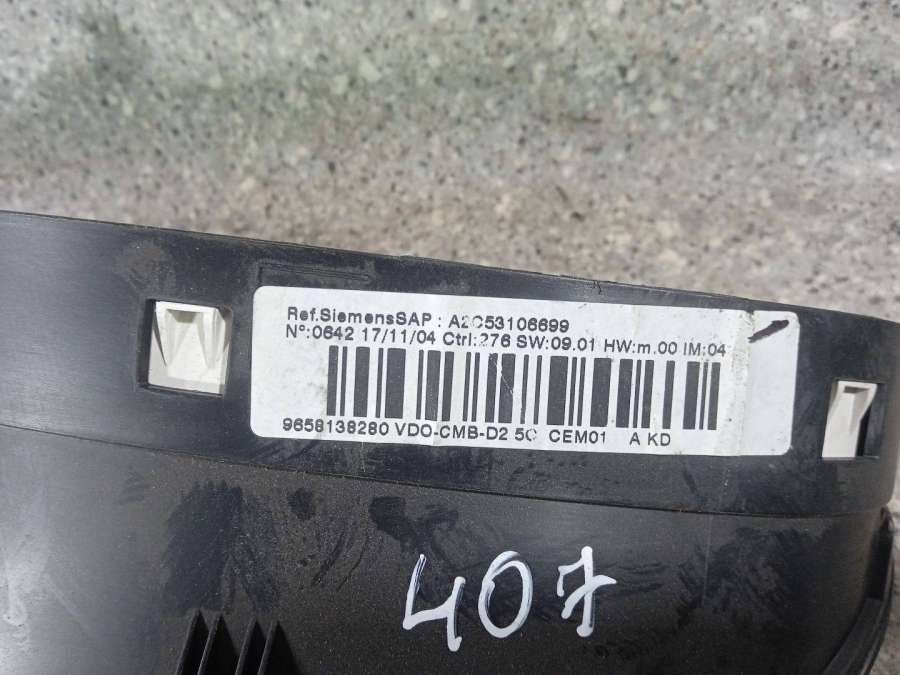 Ref.SiemensSAP : A2C53106699
N°:0642 17/11/04 Ctrl:276 SW:09.01 HW:m.00 IM:04
9658138280 VDO-CMB-D2 5C CEM01 A KD
407